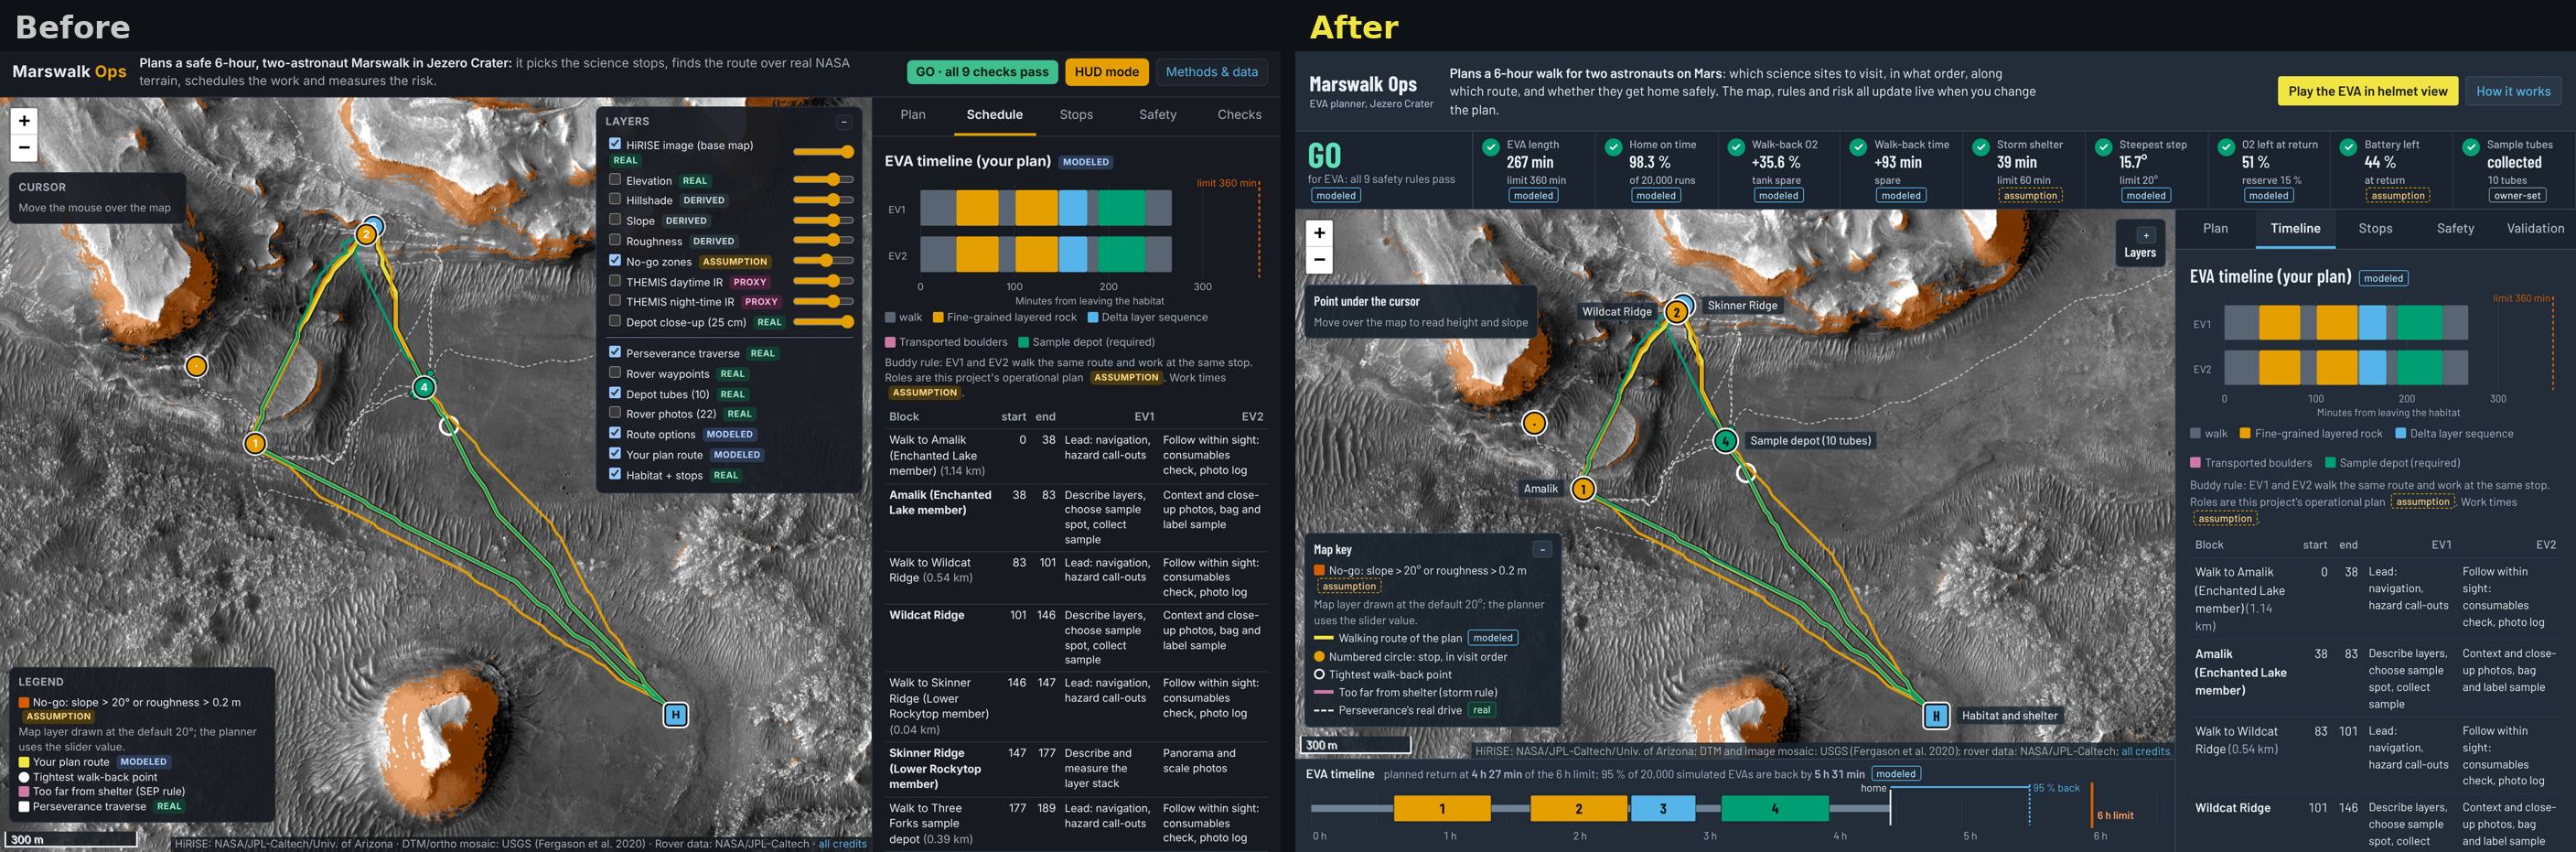 Before
Marswalk Ops
Plans a safe 6-hour, two-astronaut Marswalk in Jezero Crater: it picks the science stops, finds the route over real NASA
terrain, schedules the work and measures the risk.
GO · all 9 checks pass
HUD mode
Methods & data
+
−
CURSOR
Move the mouse over the map
LAYERS
−
HiRISE image (base map)
REAL
Elevation REAL
Hillshade DERIVED
Slope DERIVED
Roughness DERIVED
No-go zones ASSUMPTION
THEMIS daytime IR PROXY
THEMIS night-time IR PROXY
Depot close-up (25 cm) REAL
Perseverance traverse REAL
Rover waypoints REAL
Depot tubes (10) REAL
Rover photos (22) REAL
Route options MODELED
Your plan route MODELED
Habitat + stops REAL
2
4
1
H
LEGEND
No-go: slope > 20° or roughness > 0.2 m
ASSUMPTION
Map layer drawn at the default 20°; the planner
uses the slider value.
Your plan route MODELED
Tightest walk-back point
Too far from shelter (SEP rule)
Perseverance traverse REAL
300 m
HiRISE: NASA/JPL-Caltech/Univ. of Arizona · DTM/ortho mosaic: USGS (Fergason et al. 2020) · Rover data: NASA/JPL-Caltech · all credits
Plan Schedule Stops Safety Checks
EVA timeline (your plan) MODELED
limit 360 min
EV1
EV2
0 100 200 300
Minutes from leaving the habitat
walk Fine-grained layered rock Delta layer sequence
Transported boulders Sample depot (required)
Buddy rule: EV1 and EV2 walk the same route and work at the same stop.
Roles are this project's operational plan ASSUMPTION. Work times
ASSUMPTION.
Block start end EV1 EV2
Walk to Amalik 0 38 Lead: navigation, Follow within sight:
(Enchanted Lake hazard call-outs consumables
member) (1.14 km) check, photo log
Amalik (Enchanted 38 83 Describe layers, Context and close-
Lake member) choose sample up photos, bag and
spot, collect label sample
sample
Walk to Wildcat 83 101 Lead: navigation, Follow within sight:
Ridge (0.54 km) hazard call-outs consumables
check, photo log
Wildcat Ridge 101 146 Describe layers, Context and close-
choose sample up photos, bag and
spot, collect label sample
sample
Walk to Skinner 146 147 Lead: navigation, Follow within sight:
Ridge (Lower hazard call-outs consumables
Rockytop member) check, photo log
(0.04 km)
Skinner Ridge 147 177 Describe and Panorama and
(Lower Rockytop measure the scale photos
member) layer stack
Walk to Three 177 189 Lead: navigation, Follow within sight:
Forks sample hazard call-outs consumables
depot (0.39 km) check, photo log
After
Marswalk Ops
EVA planner, Jezero Crater
Plans a 6-hour walk for two astronauts on Mars: which science sites to visit, in what order, along
which route, and whether they get home safely. The map, rules and risk all update live when you change
the plan.
Play the EVA in helmet view
How it works
GO
for EVA: all 9 safety rules pass
modeled
EVA length
267 min
limit 360 min
modeled
Home on time
98.3 %
of 20,000 runs
modeled
Walk-back O2
+35.6 %
tank spare
modeled
Walk-back time
+93 min
spare
modeled
Storm shelter
39 min
limit 60 min
assumption
Steepest step
15.7°
limit 20°
modeled
O2 left at return
51 %
reserve 15 %
modeled
Battery left
44 %
at return
assumption
Sample tubes
collected
10 tubes
owner-set
+
−
Point under the cursor
Move over the map to read height and slope
+
Layers
Wildcat Ridge
2
Skinner Ridge
4
Sample depot (10 tubes)
Amalik
1
H
Habitat and shelter
Map key
−
No-go: slope > 20° or roughness > 0.2 m
assumption
Map layer drawn at the default 20°; the planner
uses the slider value.
Walking route of the plan modeled
Numbered circle: stop, in visit order
Tightest walk-back point
Too far from shelter (storm rule)
Perseverance's real drive real
300 m
HiRISE: NASA/JPL-Caltech/Univ. of Arizona; DTM and image mosaic: USGS (Fergason et al. 2020); rover data: NASA/JPL-Caltech; all credits
EVA timeline planned return at 4 h 27 min of the 6 h limit; 95 % of 20,000 simulated EVAs are back by 5 h 31 min modeled
home
95 % back
1 2 3 4
6 h limit
0 h 1 h 2 h 3 h 4 h 5 h 6 h
Plan Timeline Stops Safety Validation
EVA timeline (your plan) modeled
limit 360 min
EV1
EV2
0 100 200 300
Minutes from leaving the habitat
walk Fine-grained layered rock Delta layer sequence
Transported boulders Sample depot (required)
Buddy rule: EV1 and EV2 walk the same route and work at the same stop.
Roles are this project's operational plan assumption. Work times
assumption.
Block start end EV1 EV2
Walk to Amalik 0 38 Lead: Follow within
(Enchanted Lake navigation, sight:
member) (1.14 hazard call-outs consumables
km) check, photo log
Amalik 38 83 Describe layers, Context and close-
(Enchanted Lake choose sample up photos, bag
member) spot, collect and label sample
sample
Walk to Wildcat 83 101 Lead: Follow within
Ridge (0.54 km) navigation, sight:
hazard call-outs consumables
check, photo log
Wildcat Ridge 101 146 Describe layers, Context and close-
choose sample up photos, bag
spot, collect and label sample
sample